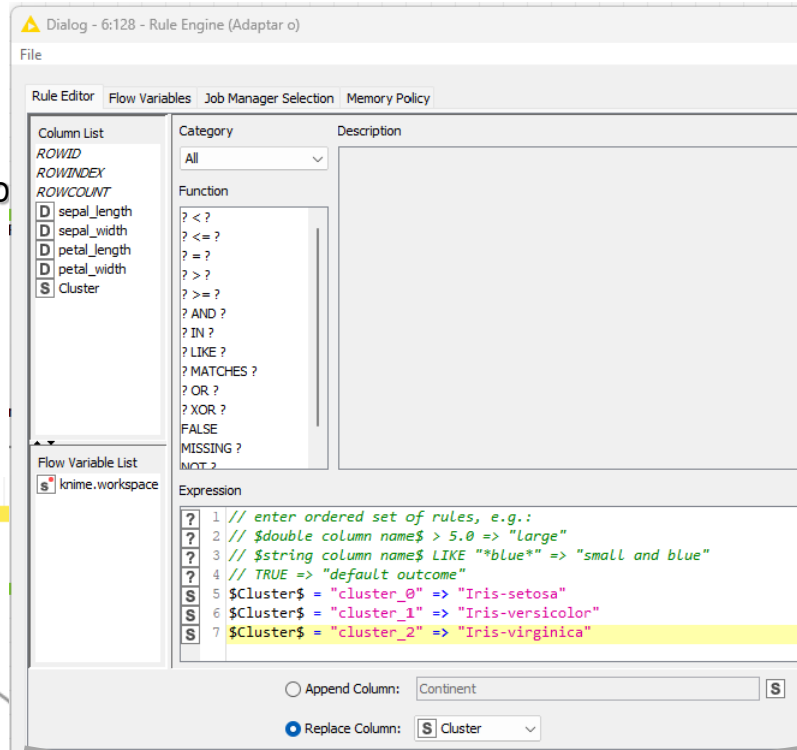 Dialog - 6:128 - Rule Engine (Adaptar o)
File
Rule Editor Flow Variables Job Manager Selection Memory Policy
Column List
ROWID
ROWINDEX
ROWCOUNT
D sepal_length
D sepal_width
D petal_length
D petal_width
S Cluster
Flow Variable List
s knime.workspace
Category
All
Function
? < ?
? <= ?
? = ?
? > ?
? >= ?
? AND ?
? IN ?
? LIKE ?
? MATCHES ?
? OR ?
? XOR ?
FALSE
MISSING ?
NOT ?
Description
Expression
? 1 // enter ordered set of rules, e.g.:
? 2 // $double column name$ > 5.0 => "large"
? 3 // $string column name$ LIKE "*blue*" => "small and blue"
? 4 // TRUE => "default outcome"
S 5 $Cluster$ = "cluster_0" => "Iris-setosa"
S 6 $Cluster$ = "cluster_1" => "Iris-versicolor"
S 7 $Cluster$ = "cluster_2" => "Iris-virginica"
Append Column: Continent S
Replace Column: S Cluster